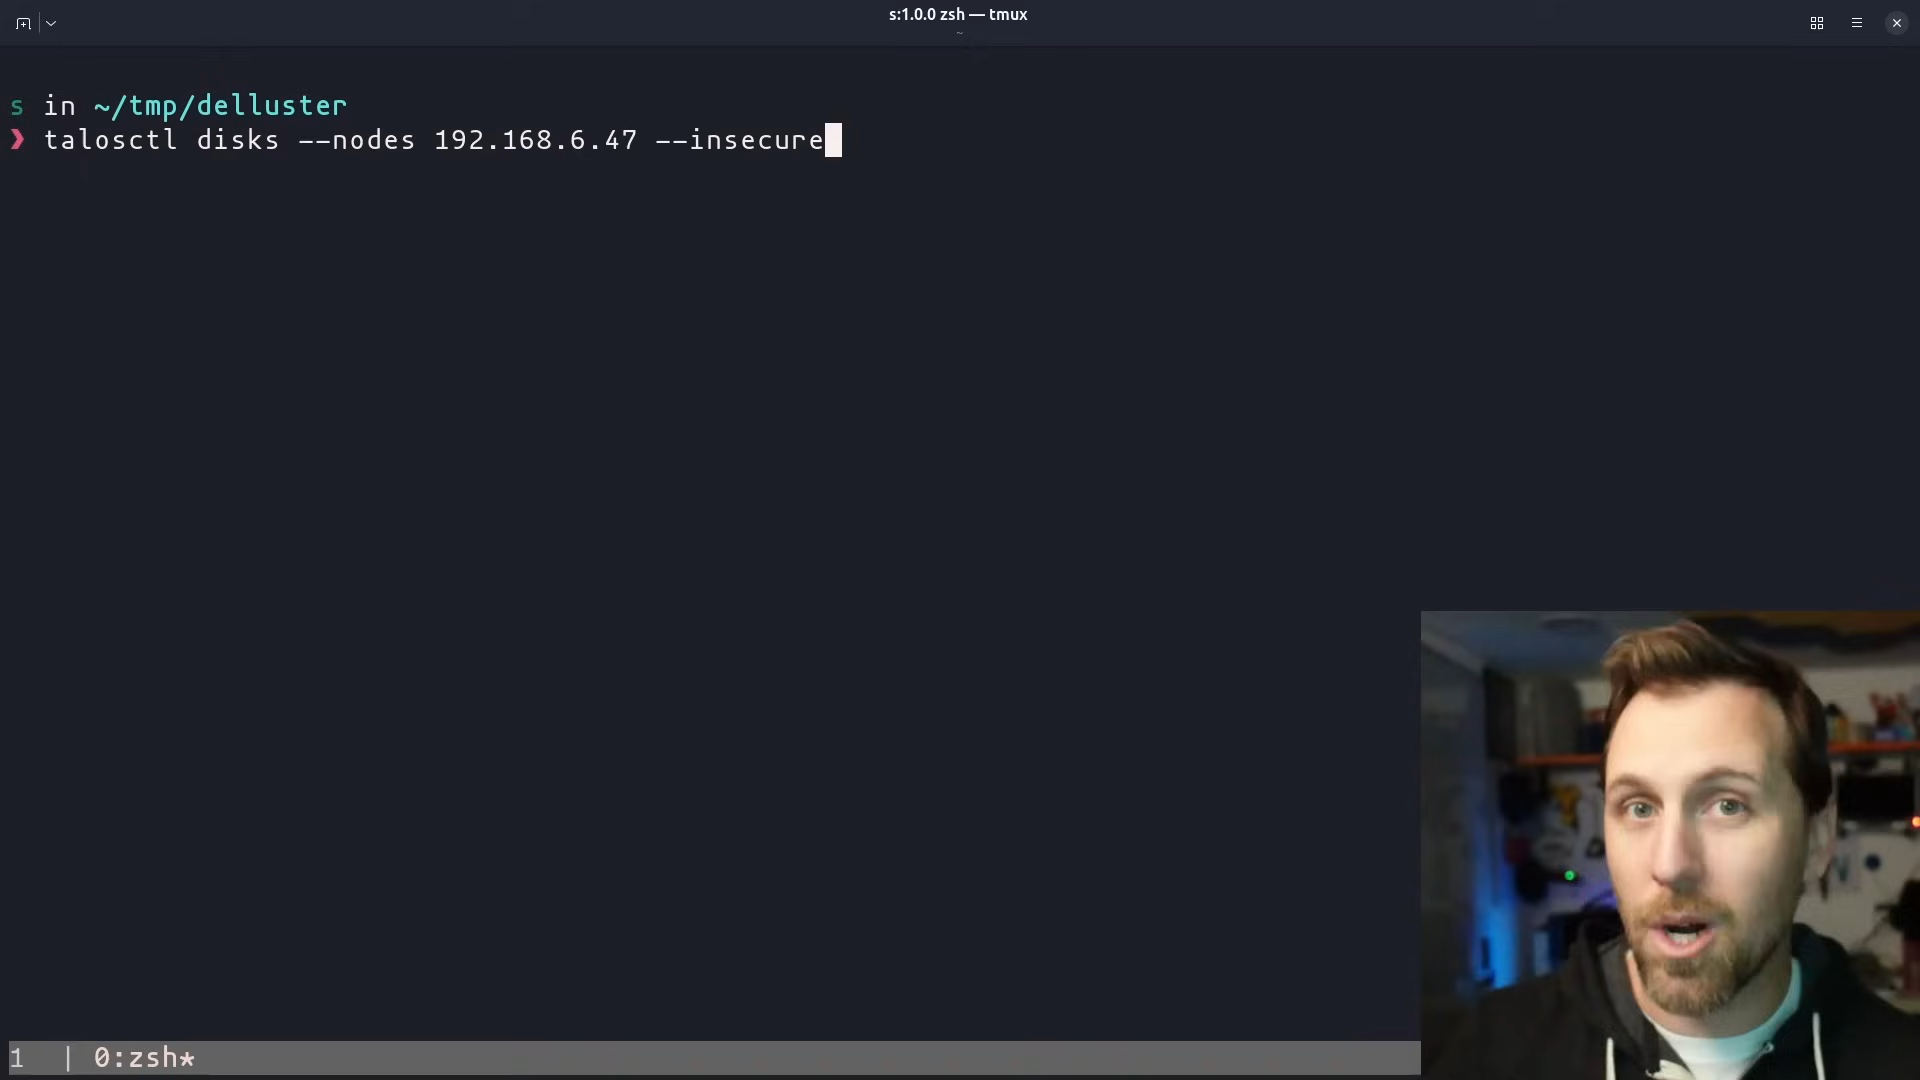 s:1.0.0 zsh — tmux
~
s in ~/tmp/delluster
❯ talosctl disks --nodes 192.168.6.47 --insecure
1 | 0:zsh*